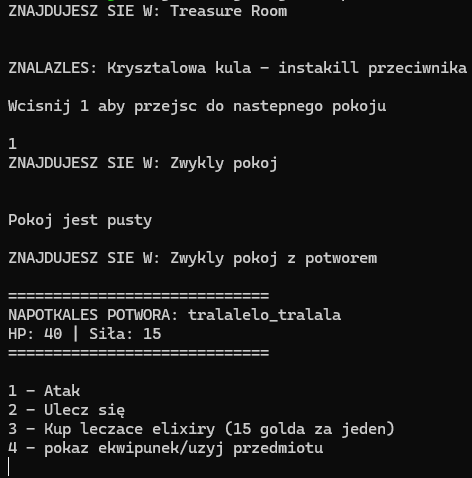 ZNAJDUJESZ SIE W: Treasure Room
ZNALAZLES: Krysztalowa kula - instakill przeciwnika
Wcisnij 1 aby przejsc do nastepnego pokoju
1
ZNAJDUJESZ SIE W: Zwykly pokoj
Pokoj jest pusty
ZNAJDUJESZ SIE W: Zwykly pokoj z potworem
============================
NAPOTKALES POTWORA: tralalelo_tralala
HP: 40 | Siła: 15
============================
1 - Atak
2 - Ulecz się
3 - Kup leczace elixiry (15 golda za jeden)
4 - pokaz ekwipunek/uzyj przedmiotu